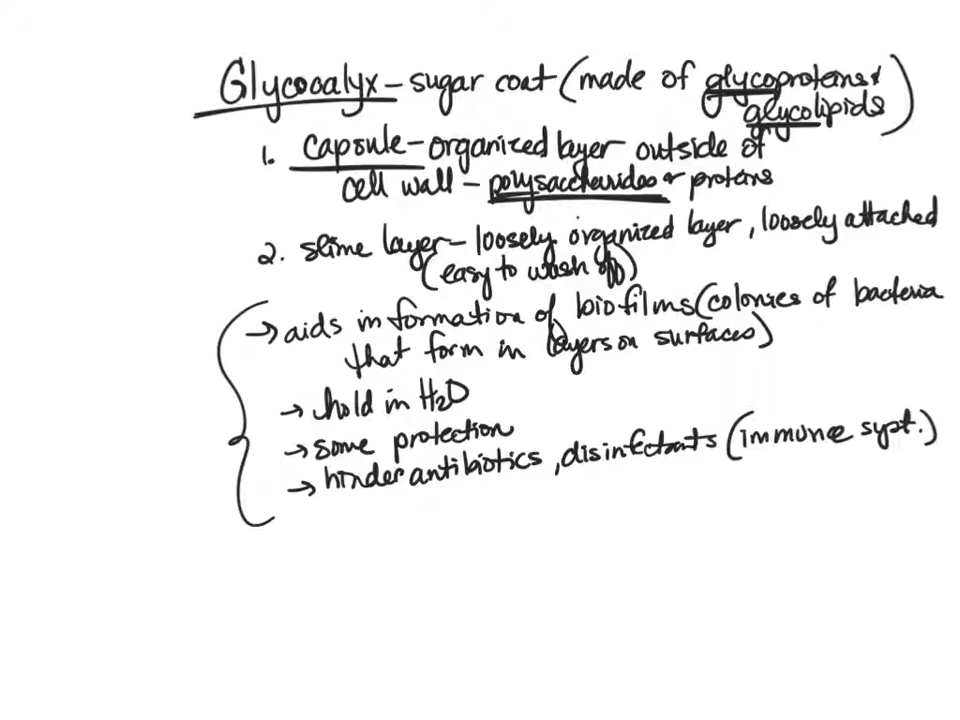 Glycocalyx - sugar coat (made of glycoproteins &
glycolipids)
1. capsule - organized layer outside of
cell wall - polysaccharides or proteins
2. slime layer - loosely organized layer, loosely attached
(easy to wash off)
→ aids in formation of biofilms (colonies of bacteria
that form in layers on surfaces)
→ hold in H2O
→ some protection
→ hinder antibiotics, disinfectants (immune syst.)